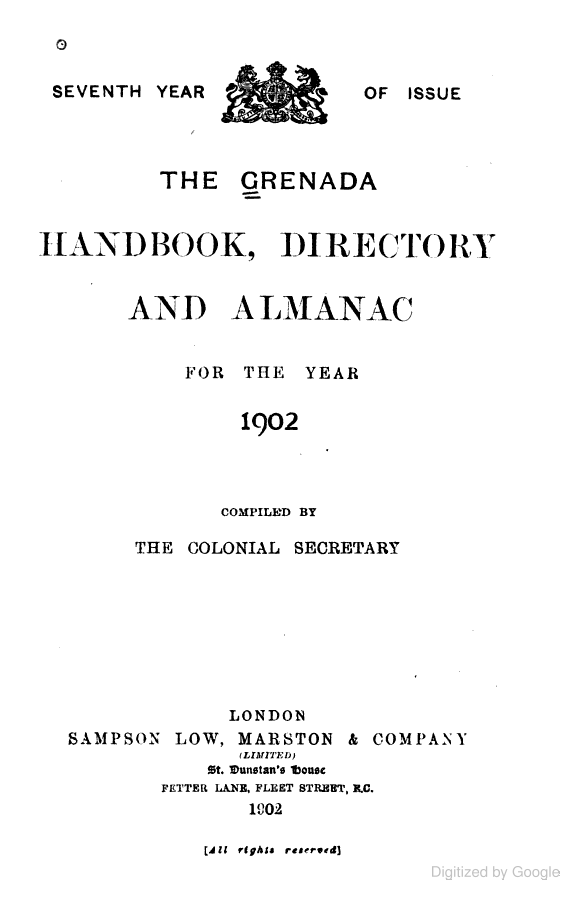 SEVENTH YEAR OF ISSUE
THE GRENADA
HANDBOOK, DIRECTORY
AND ALMANAC
FOR THE YEAR
1902
COMPILED BY
THE COLONIAL SECRETARY
LONDON
SAMPSON LOW, MARSTON & COMPANY
(LIMITED)
St. Dunstan's House
FETTER LANE, FLEET STREET, E.C.
1902
[All rights reserved]
Digitized by Google